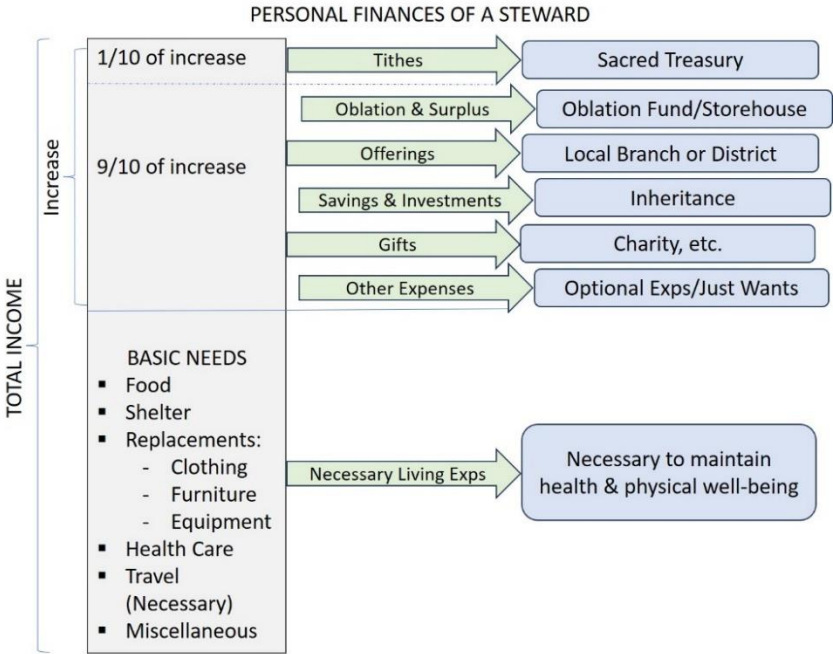 PERSONAL FINANCES OF A STEWARD
TOTAL INCOME
Increase
1/10 of increase
Tithes
Sacred Treasury
Oblation & Surplus
Oblation Fund/Storehouse
9/10 of increase
Offerings
Local Branch or District
Savings & Investments
Inheritance
Gifts
Charity, etc.
Other Expenses
Optional Exps/Just Wants
BASIC NEEDS
▪ Food
▪ Shelter
▪ Replacements:
- Clothing
- Furniture
- Equipment
▪ Health Care
▪ Travel
(Necessary)
▪ Miscellaneous
Necessary Living Exps
Necessary to maintain
health & physical well-being